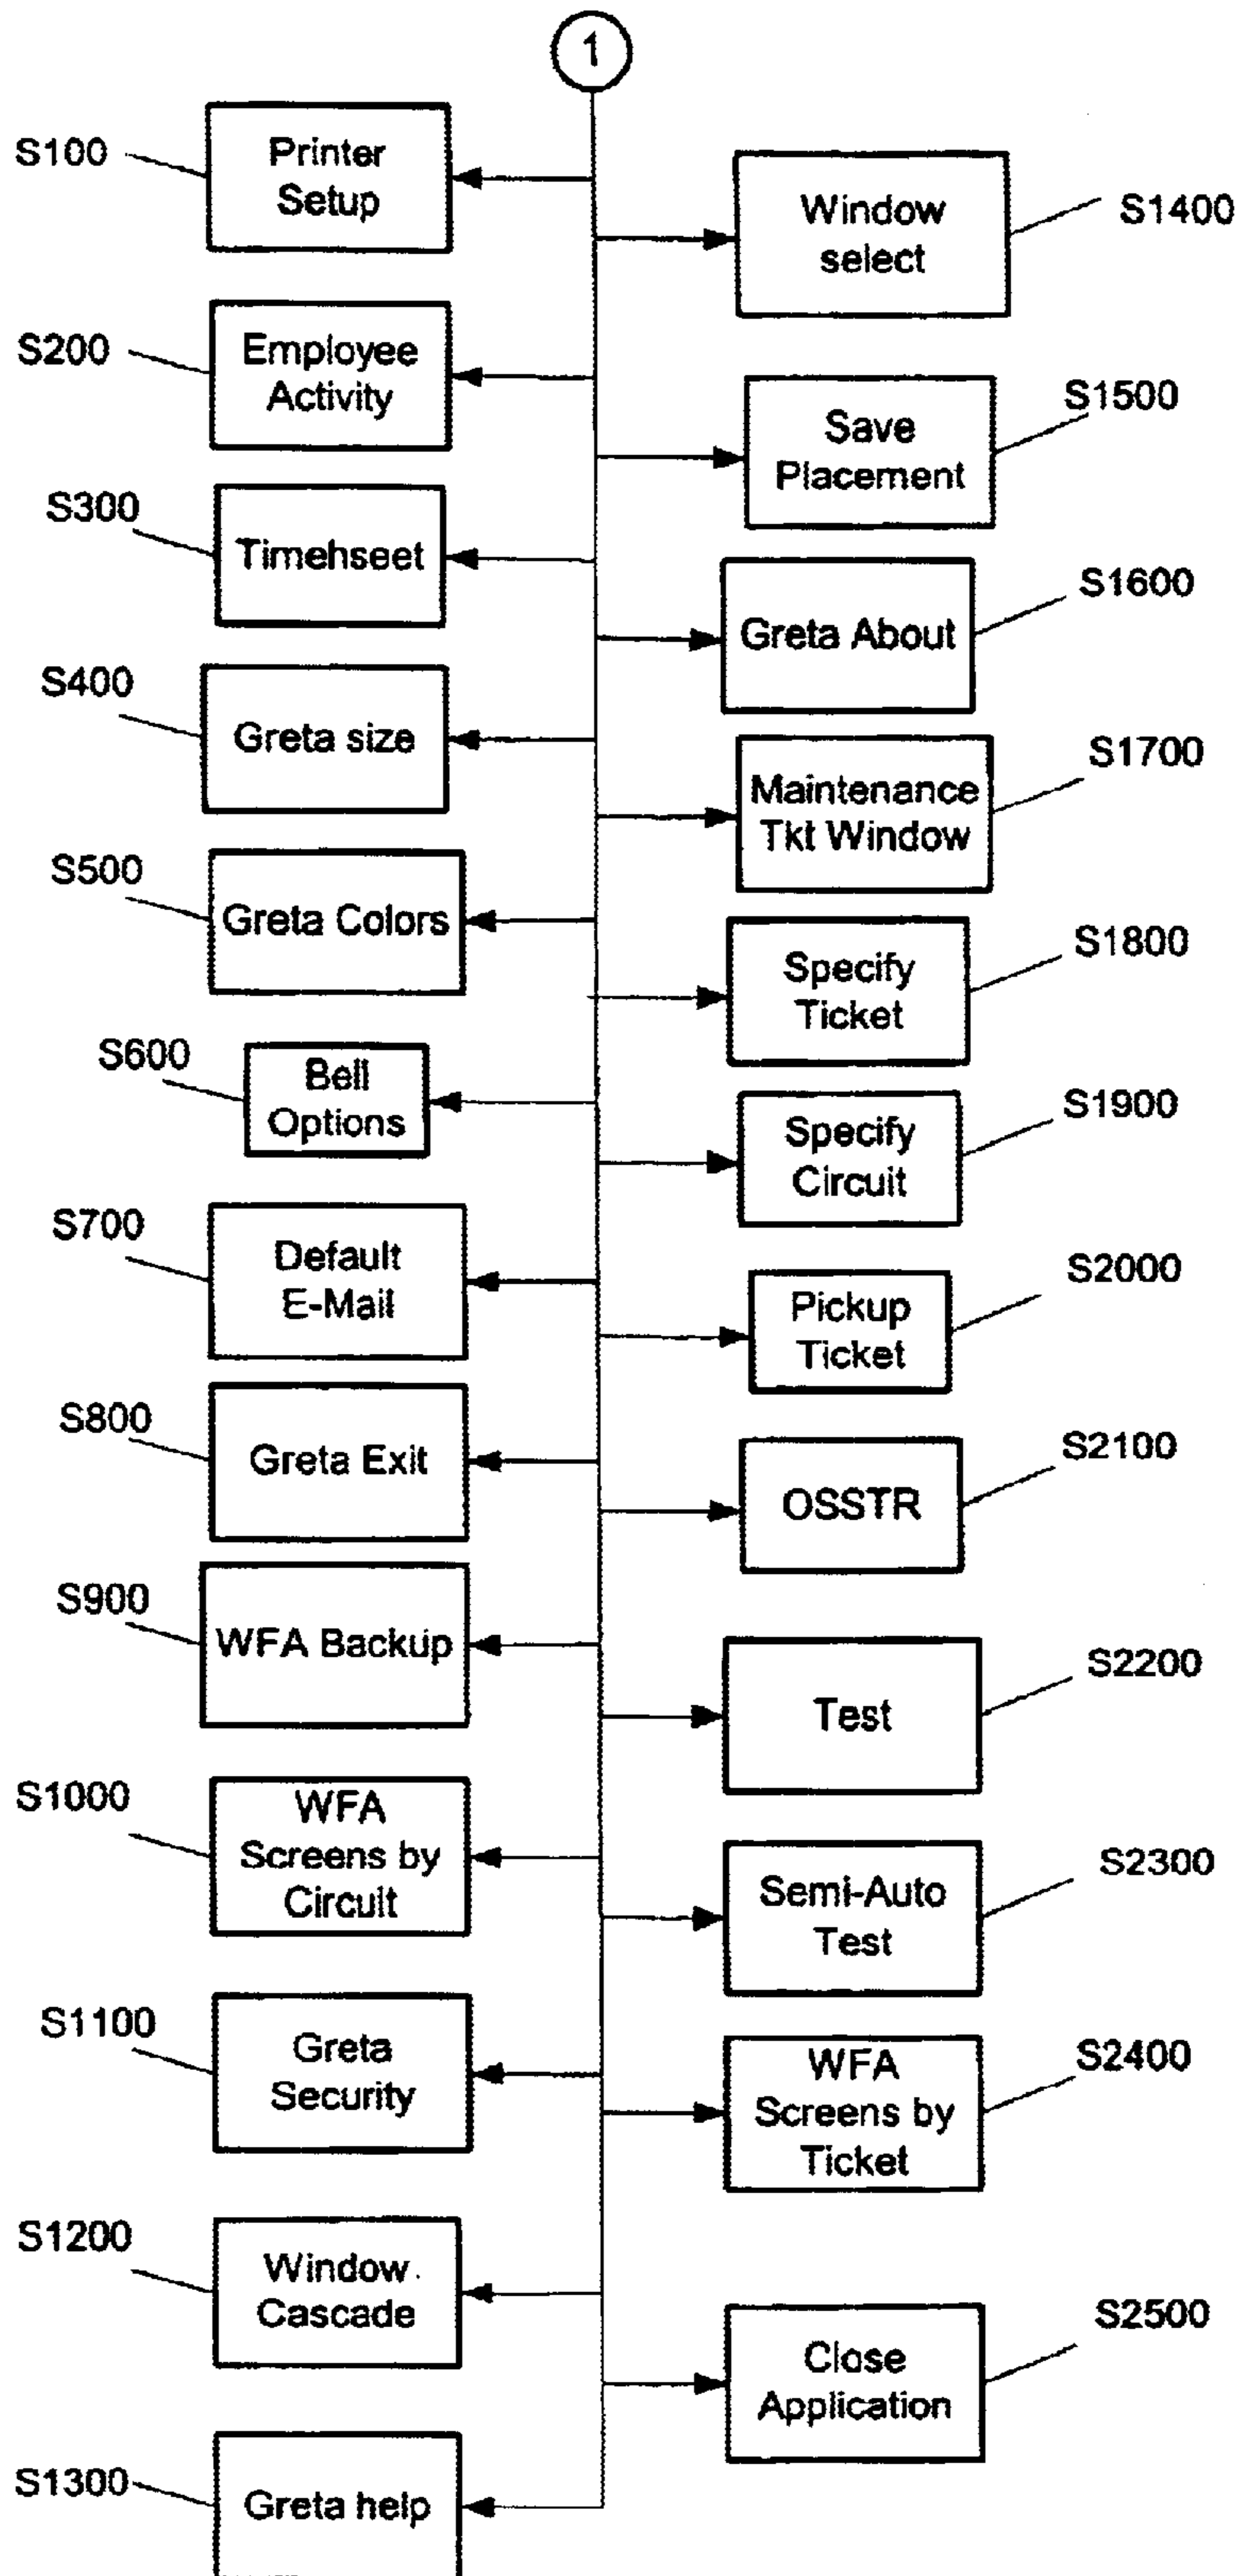 1
S100
Printer
Setup
S200
Employee
Activity
S300
Timehseet
S400
Greta size
S500
Greta Colors
S600
Bell
Options
S700
Default
E-Mail
S800
Greta Exit
S900
WFA Backup
S1000
WFA
Screens by
Circuit
S1100
Greta
Security
S1200
Window
Cascade
S1300
Greta help
Window
select
S1400
Save
Placement
S1500
Greta About
S1600
Maintenance
Tkt Window
S1700
Specify
Ticket
S1800
Specify
Circuit
S1900
Pickup
Ticket
S2000
OSSTR
S2100
Test
S2200
Semi-Auto
Test
S2300
WFA
Screens by
Ticket
S2400
Close
Application
S2500